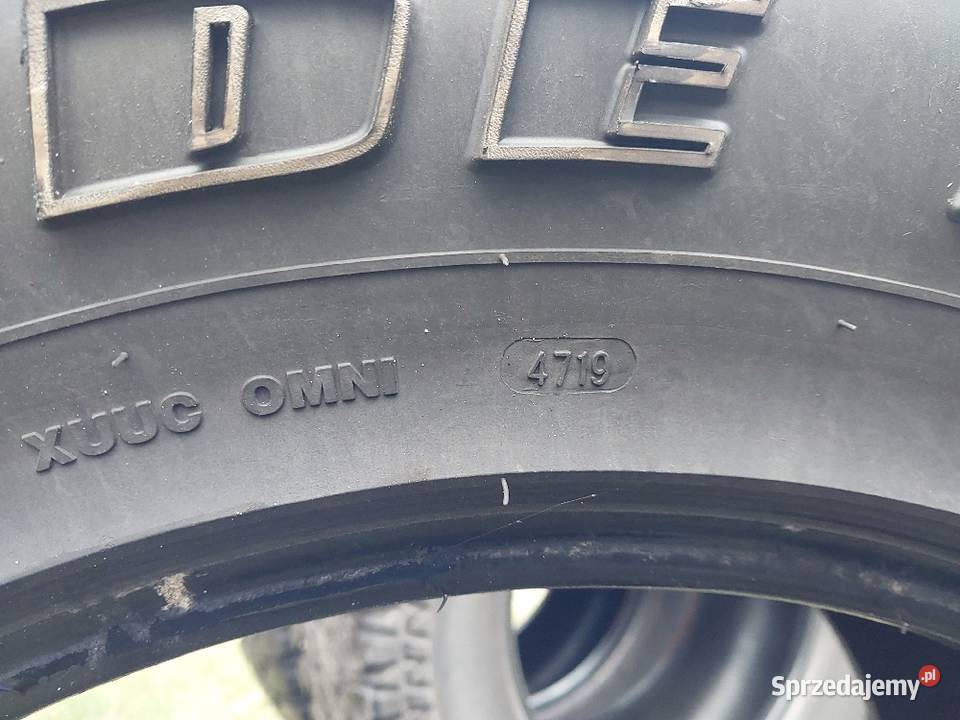 DE
XUUC OMNI 4719
Sprzedajemy.pl